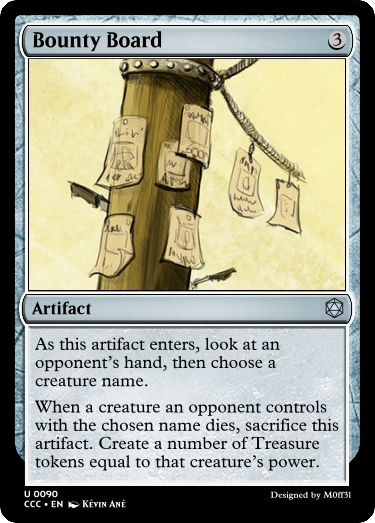 Bounty Board
3
Artifact
As this artifact enters, look at an
opponent's hand, then choose a
creature name.
When a creature an opponent controls
with the chosen name dies, sacrifice this
artifact. Create a number of Treasure
tokens equal to that creature's power.
U 0090
CCC • EN Kévin Ané
Designed by M0ff3l